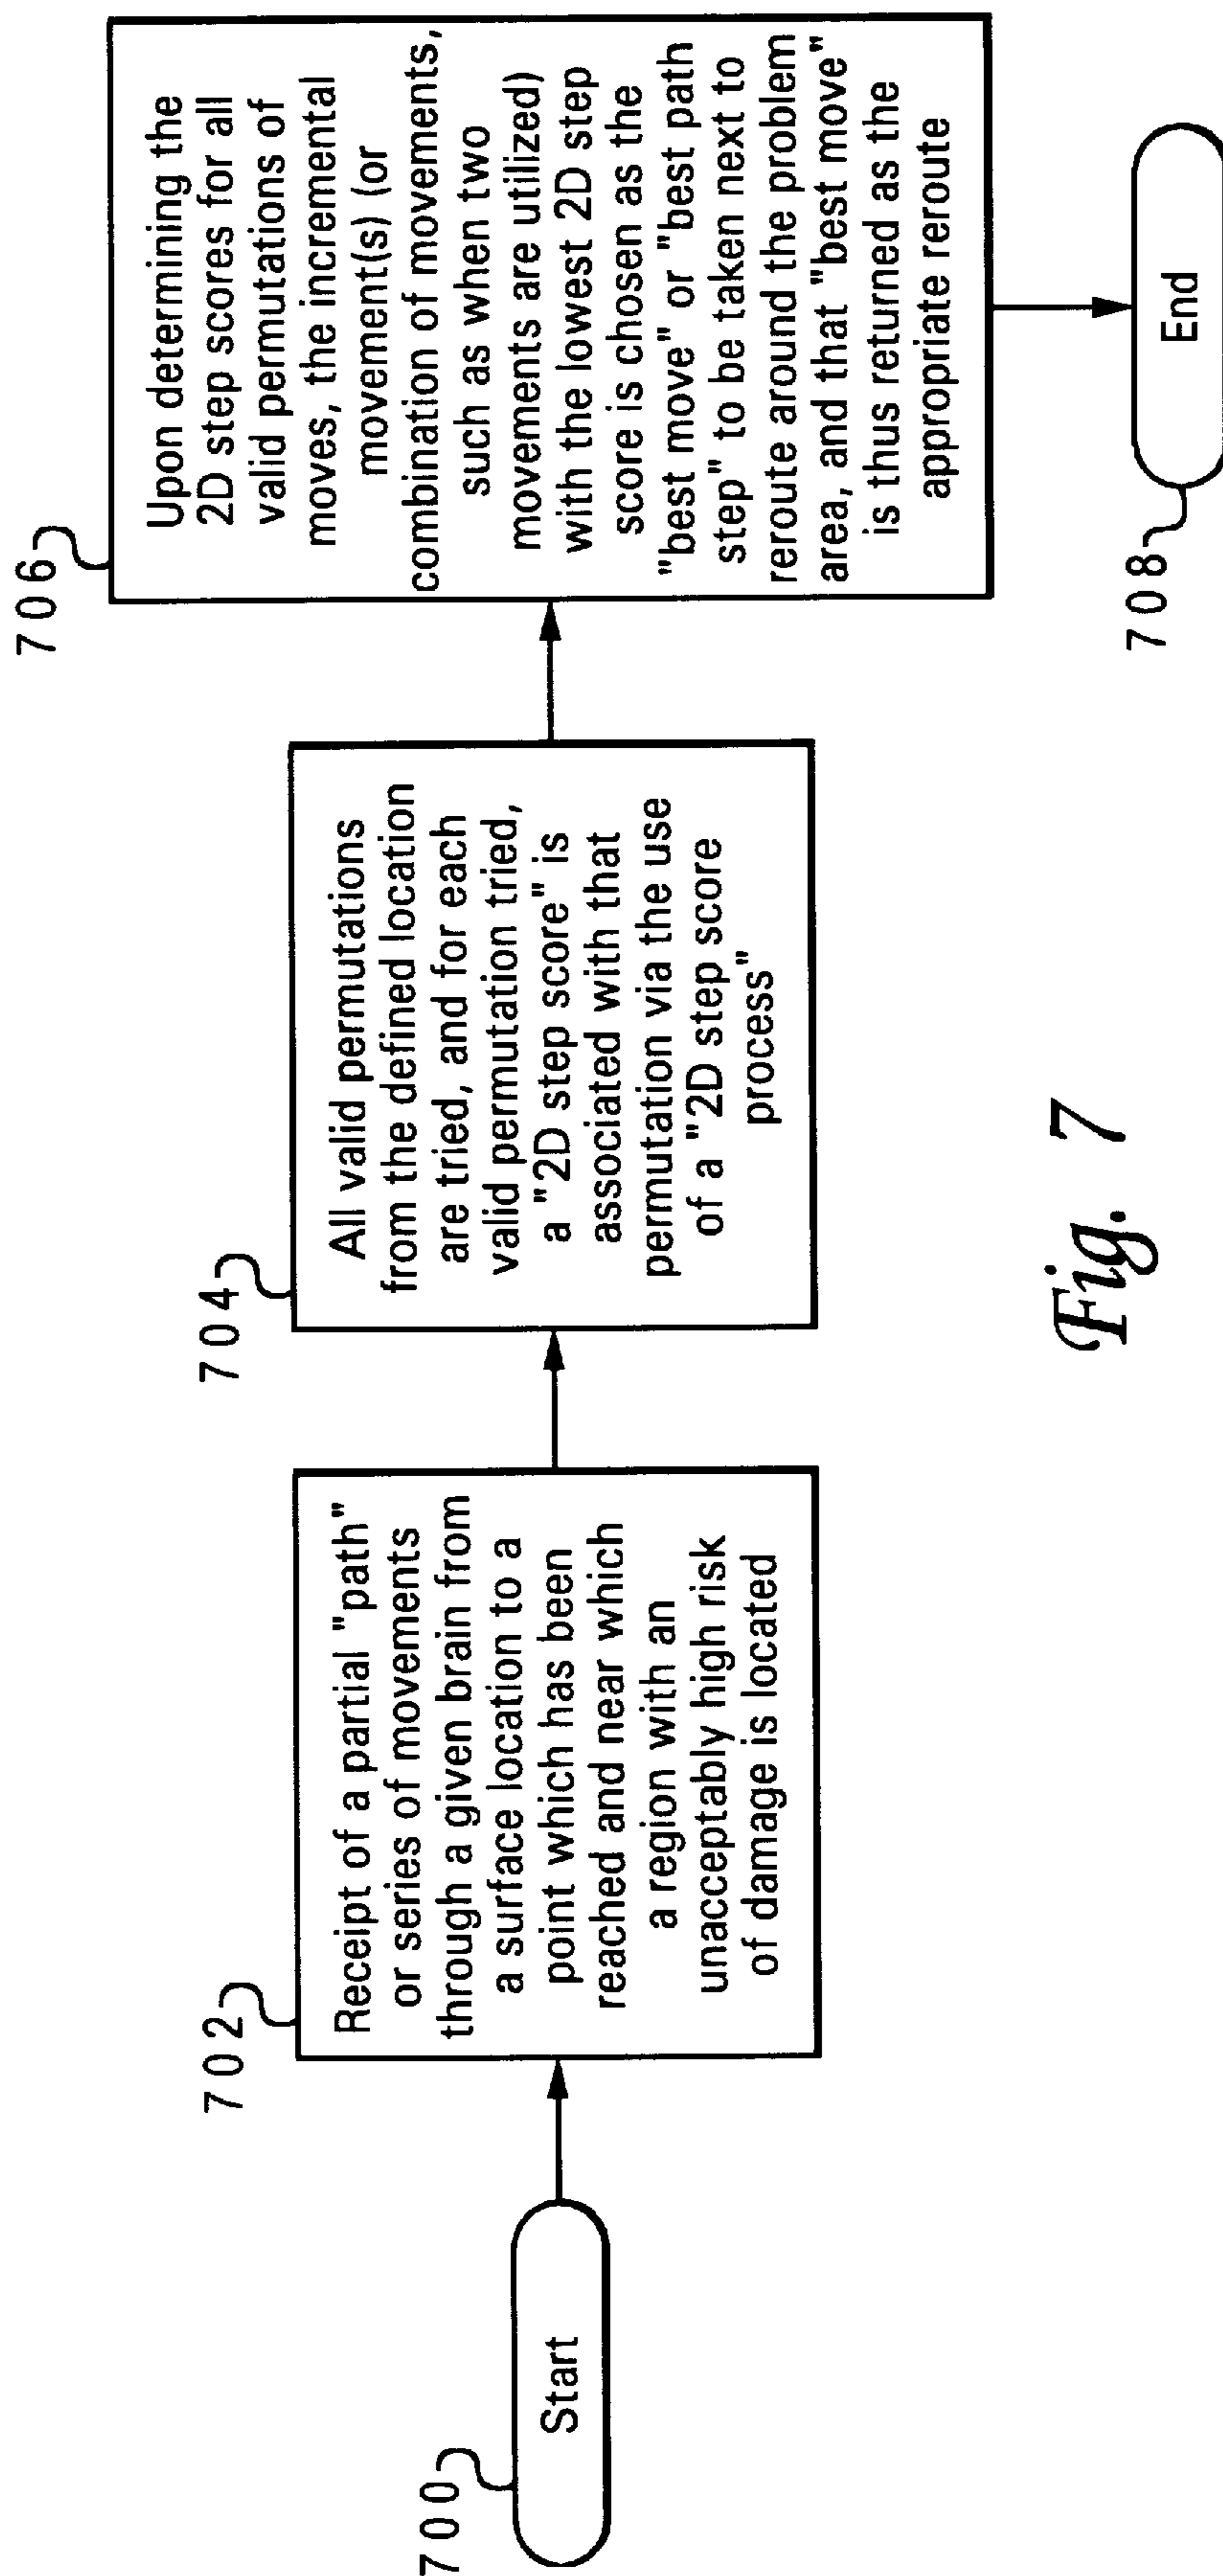 700
Start
702
Receipt of a partial "path"
or series of movements
through a given brain from
a surface location to a
point which has been
reached and near which
a region with an
unacceptably high risk
of damage is located
704
All valid permutations
from the defined location
are tried, and for each
valid permutation tried,
a "2D step score" is
associated with that
permutation via the use
of a "2D step score
process"
706
Upon determining the
2D step scores for all
valid permutations of
moves, the incremental
movement(s) (or
combination of movements,
such as when two
movements are utilized)
with the lowest 2D step
score is chosen as the
"best move" or "best path
step" to be taken next to
reroute around the problem
area, and that "best move"
is thus returned as the
appropriate reroute
708
End
Fig. 7